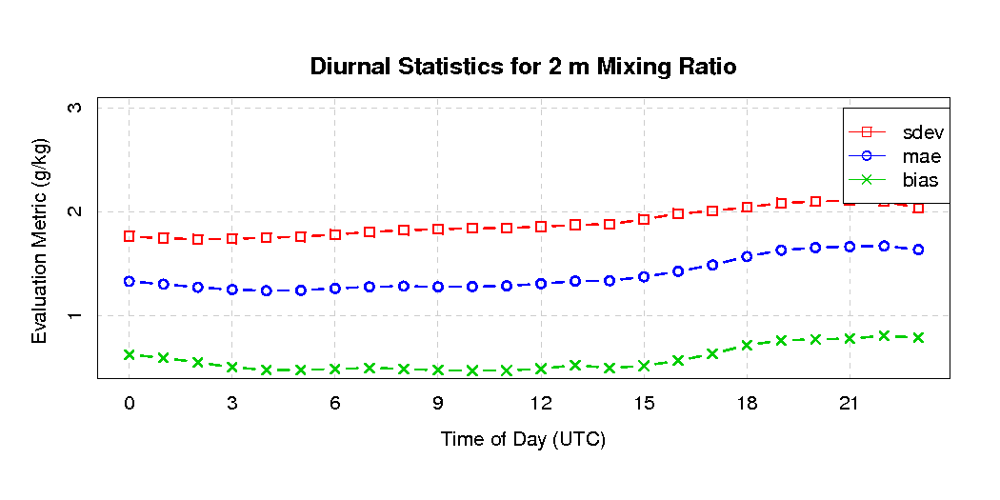 Diurnal Statistics for 2 m Mixing Ratio
Evaluation Metric (g/kg)
3
2
1
sdev
mae
bias
0 3 6 9 12 15 18 21
Time of Day (UTC)